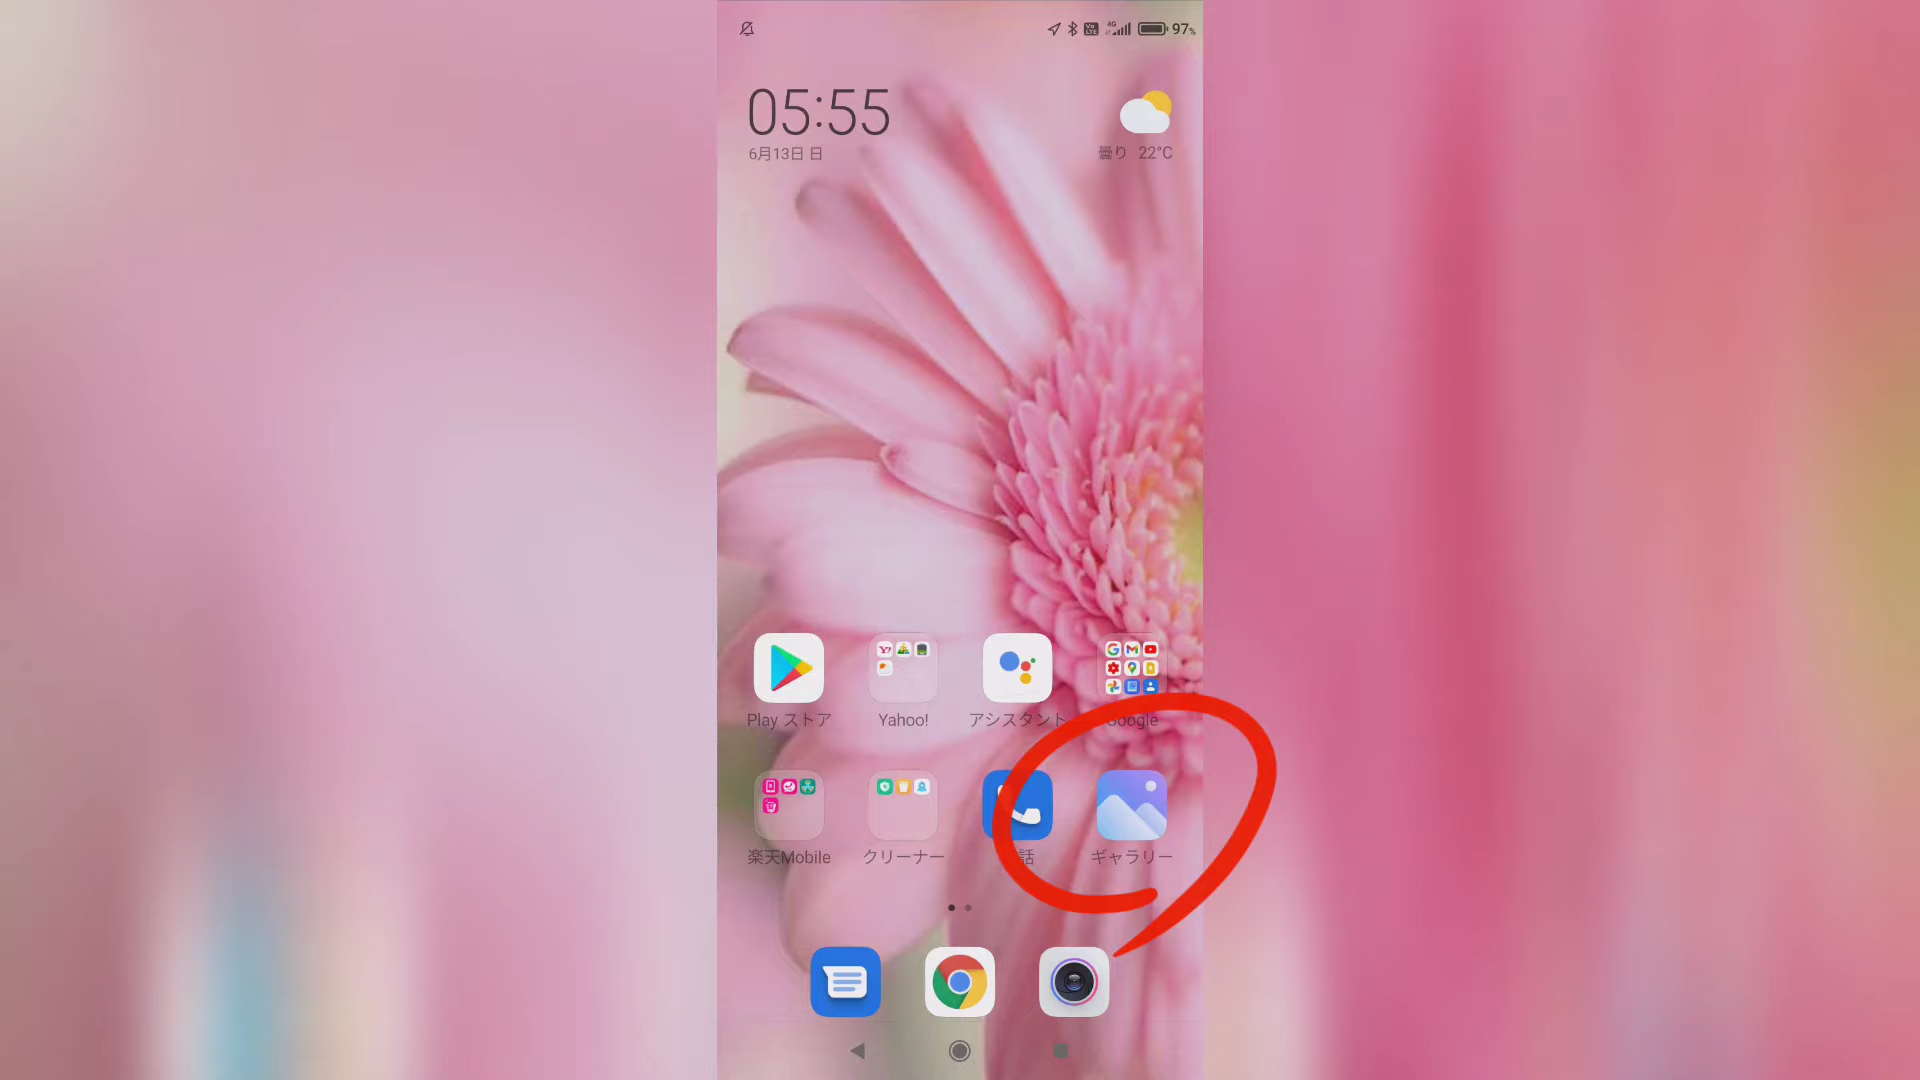 4G
97%
05:55
6月13日 日
曇り 22°C
Play ストア
Yahoo!
アシスタント
Google
楽天Mobile
クリーナー
話
ギャラリー